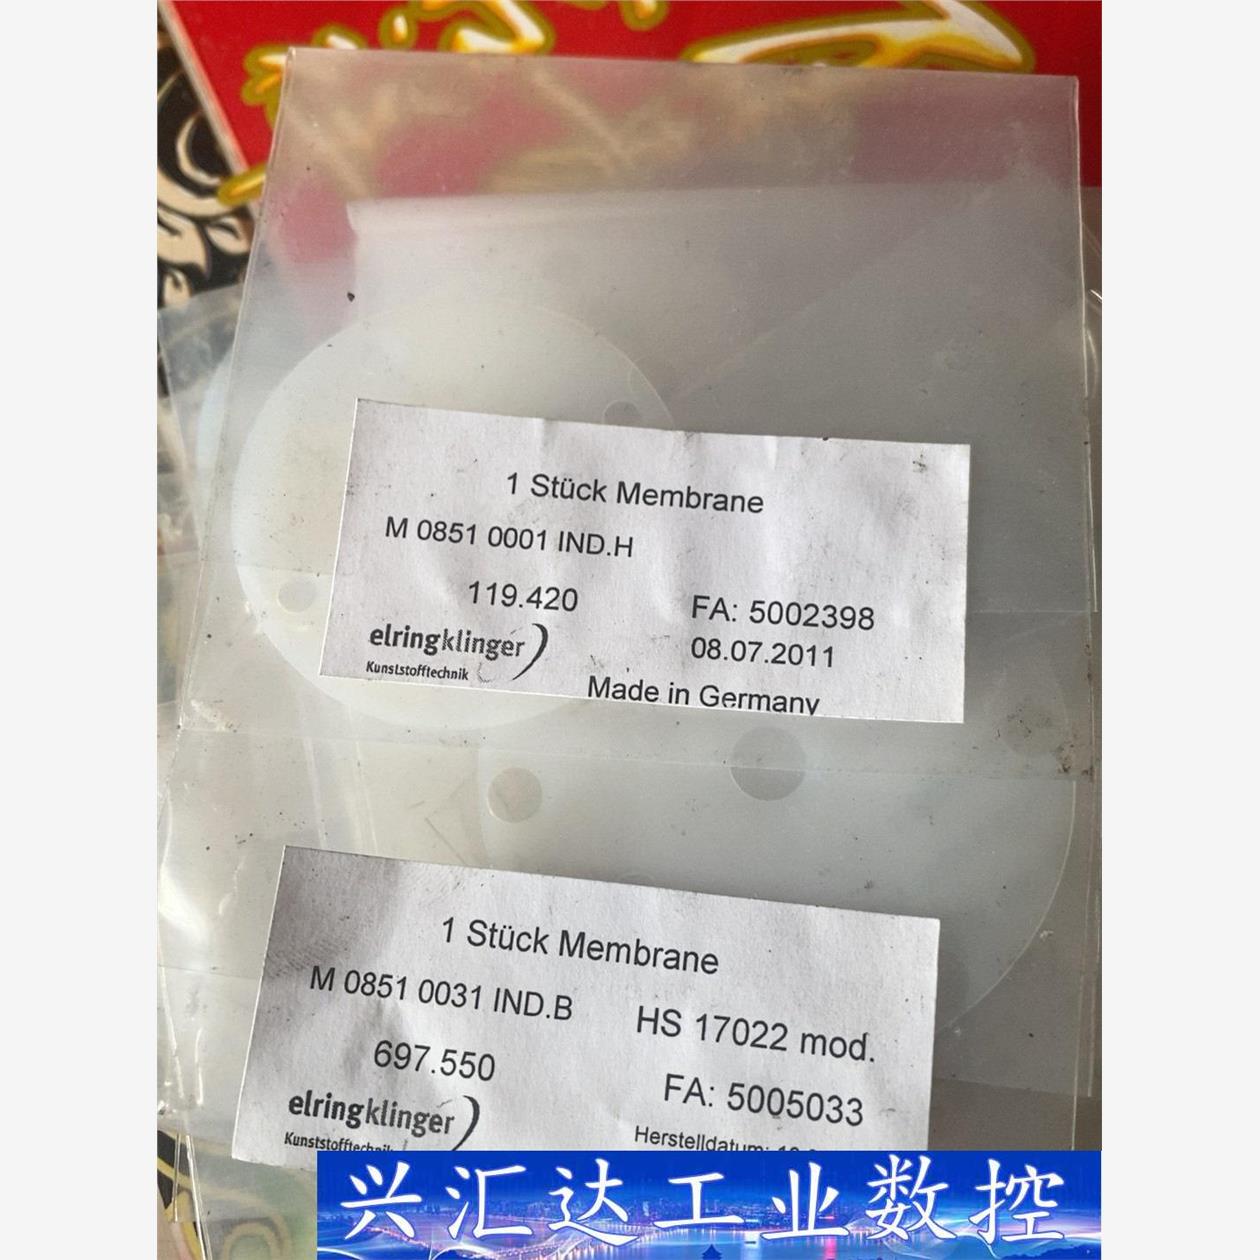 1 Stück Membrane
M 0851 0001 IND.H
119.420
FA: 5002398
elringklinger
08.07.2011
Kunststofftechnik
Made in Germany
1 Stück Membrane
M 0851 0031 IND.B
HS 17022 mod.
697.550
FA: 5005033
elringklinger
Kunststofftechnik
Herstelldatum:
兴汇达工业数控